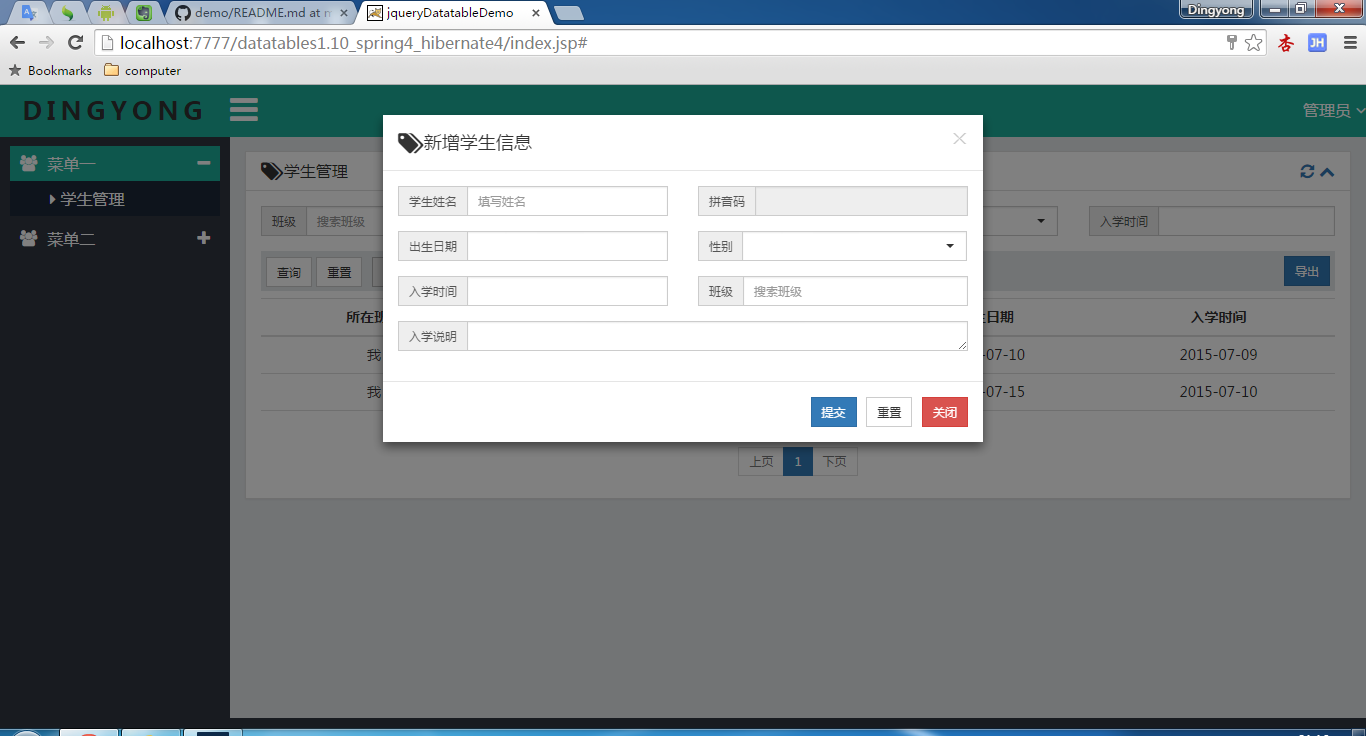 Dingyong
demo/README.md at m
jqueryDatatableDemo
localhost:7777/datatables1.10_spring4_hibernate4/index.jsp#
JH
Bookmarks
computer
DINGYONG
管理员
新增学生信息
菜单一
学生管理
学生管理
学生姓名 填写姓名
拼音码
班级 搜索班级
入学时间
出生日期
性别
菜单二
查询 重置
导出
入学时间
班级 搜索班级
入学说明
所在班
生日期
入学时间
我
-07-10
2015-07-09
我
-07-15
2015-07-10
提交 重置 关闭
上页 1 下页